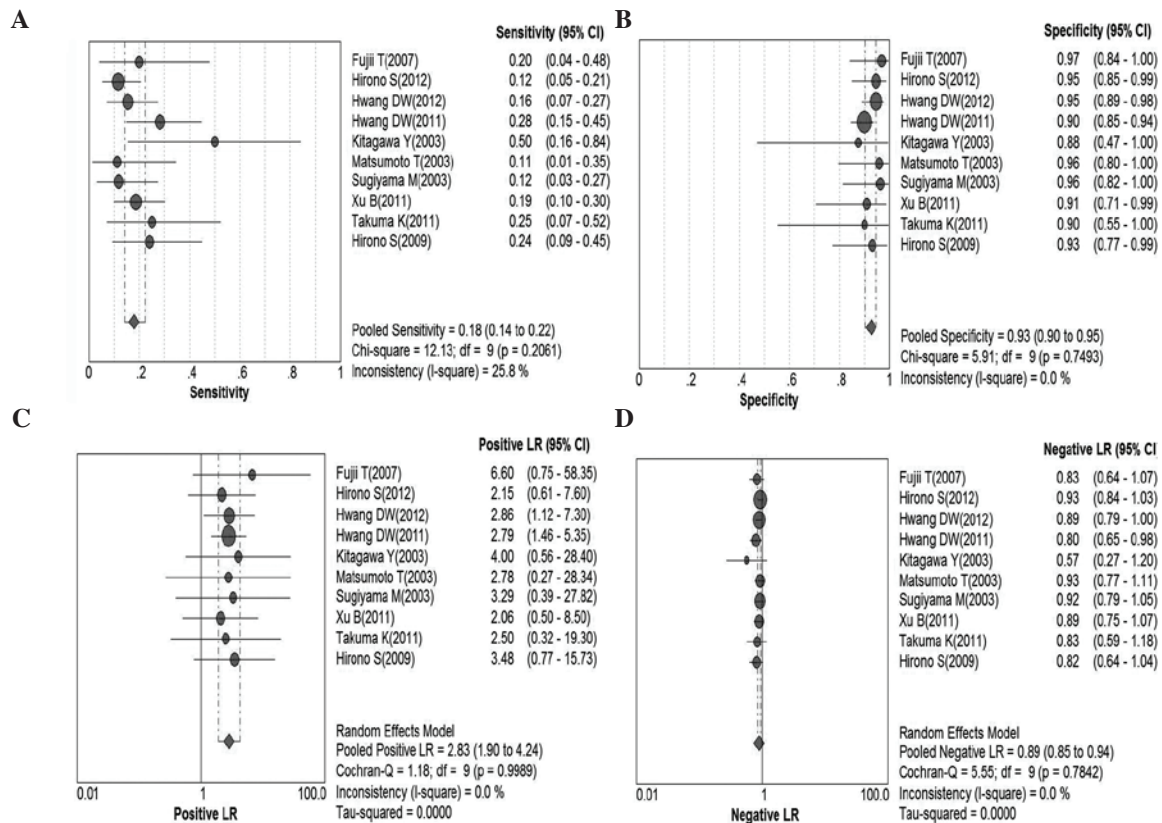 A
Sensitivity (95% CI)
Fujii T(2007) 0.20 (0.04 - 0.48)
Hirono S(2012) 0.12 (0.05 - 0.21)
Hwang DW(2012) 0.16 (0.07 - 0.27)
Hwang DW(2011) 0.28 (0.15 - 0.45)
Kitagawa Y(2003) 0.50 (0.16 - 0.84)
Matsumoto T(2003) 0.11 (0.01 - 0.35)
Sugiyama M(2003) 0.12 (0.03 - 0.27)
Xu B(2011) 0.19 (0.10 - 0.30)
Takuma K(2011) 0.25 (0.07 - 0.52)
Hirono S(2009) 0.24 (0.09 - 0.45)
Pooled Sensitivity = 0.18 (0.14 to 0.22)
Chi-square = 12.13; df = 9 (p = 0.2061)
Inconsistency (I-square) = 25.8 %
0 .2 .4 .6 .8 1
Sensitivity
B
Specificity (95% CI)
Fujii T(2007) 0.97 (0.84 - 1.00)
Hirono S(2012) 0.95 (0.85 - 0.99)
Hwang DW(2012) 0.95 (0.89 - 0.98)
Hwang DW(2011) 0.90 (0.85 - 0.94)
Kitagawa Y(2003) 0.88 (0.47 - 1.00)
Matsumoto T(2003) 0.96 (0.80 - 1.00)
Sugiyama M(2003) 0.96 (0.82 - 1.00)
Xu B(2011) 0.91 (0.71 - 0.99)
Takuma K(2011) 0.90 (0.55 - 1.00)
Hirono S(2009) 0.93 (0.77 - 0.99)
Pooled Specificity = 0.93 (0.90 to 0.95)
Chi-square = 5.91; df = 9 (p = 0.7493)
Inconsistency (I-square) = 0.0 %
0 .2 .4 .6 .8 1
Specificity
C
Positive LR (95% CI)
Fujii T(2007) 6.60 (0.75 - 58.35)
Hirono S(2012) 2.15 (0.61 - 7.60)
Hwang DW(2012) 2.86 (1.12 - 7.30)
Hwang DW(2011) 2.79 (1.46 - 5.35)
Kitagawa Y(2003) 4.00 (0.56 - 28.40)
Matsumoto T(2003) 2.78 (0.27 - 28.34)
Sugiyama M(2003) 3.29 (0.39 - 27.82)
Xu B(2011) 2.06 (0.50 - 8.50)
Takuma K(2011) 2.50 (0.32 - 19.30)
Hirono S(2009) 3.48 (0.77 - 15.73)
Random Effects Model
Pooled Positive LR = 2.83 (1.90 to 4.24)
Cochran-Q = 1.18; df = 9 (p = 0.9989)
Inconsistency (I-square) = 0.0 %
Tau-squared = 0.0000
0.01 1 100.0
Positive LR
D
Negative LR (95% CI)
Fujii T(2007) 0.83 (0.64 - 1.07)
Hirono S(2012) 0.93 (0.84 - 1.03)
Hwang DW(2012) 0.89 (0.79 - 1.00)
Hwang DW(2011) 0.80 (0.65 - 0.98)
Kitagawa Y(2003) 0.57 (0.27 - 1.20)
Matsumoto T(2003) 0.93 (0.77 - 1.11)
Sugiyama M(2003) 0.92 (0.79 - 1.05)
Xu B(2011) 0.89 (0.75 - 1.07)
Takuma K(2011) 0.83 (0.59 - 1.18)
Hirono S(2009) 0.82 (0.64 - 1.04)
Random Effects Model
Pooled Negative LR = 0.89 (0.85 to 0.94)
Cochran-Q = 5.55; df = 9 (p = 0.7842)
Inconsistency (I-square) = 0.0 %
Tau-squared = 0.0000
0.01 1 100.0
Negative LR